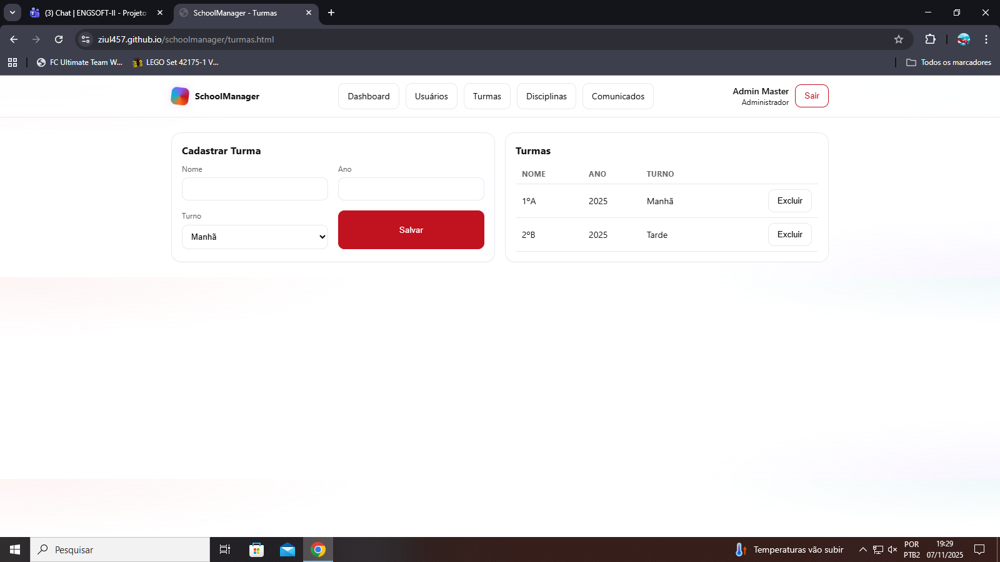 (3) Chat | ENGSOFT-II - Projeto
SchoolManager - Turmas
ziul457.github.io/schoolmanager/turmas.html
FC Ultimate Team W...
LEGO Set 42175-1 V...
Todos os marcadores
SchoolManager
Dashboard
Usuários
Turmas
Disciplinas
Comunicados
Admin Master
Administrador
Sair
Cadastrar Turma
Nome
Ano
Turno
Manhã
Salvar
Turmas
NOME ANO TURNO
1ºA 2025 Manhã Excluir
2ºB 2025 Tarde Excluir
Pesquisar
Temperaturas vão subir
POR
PTB2
19:29
07/11/2025